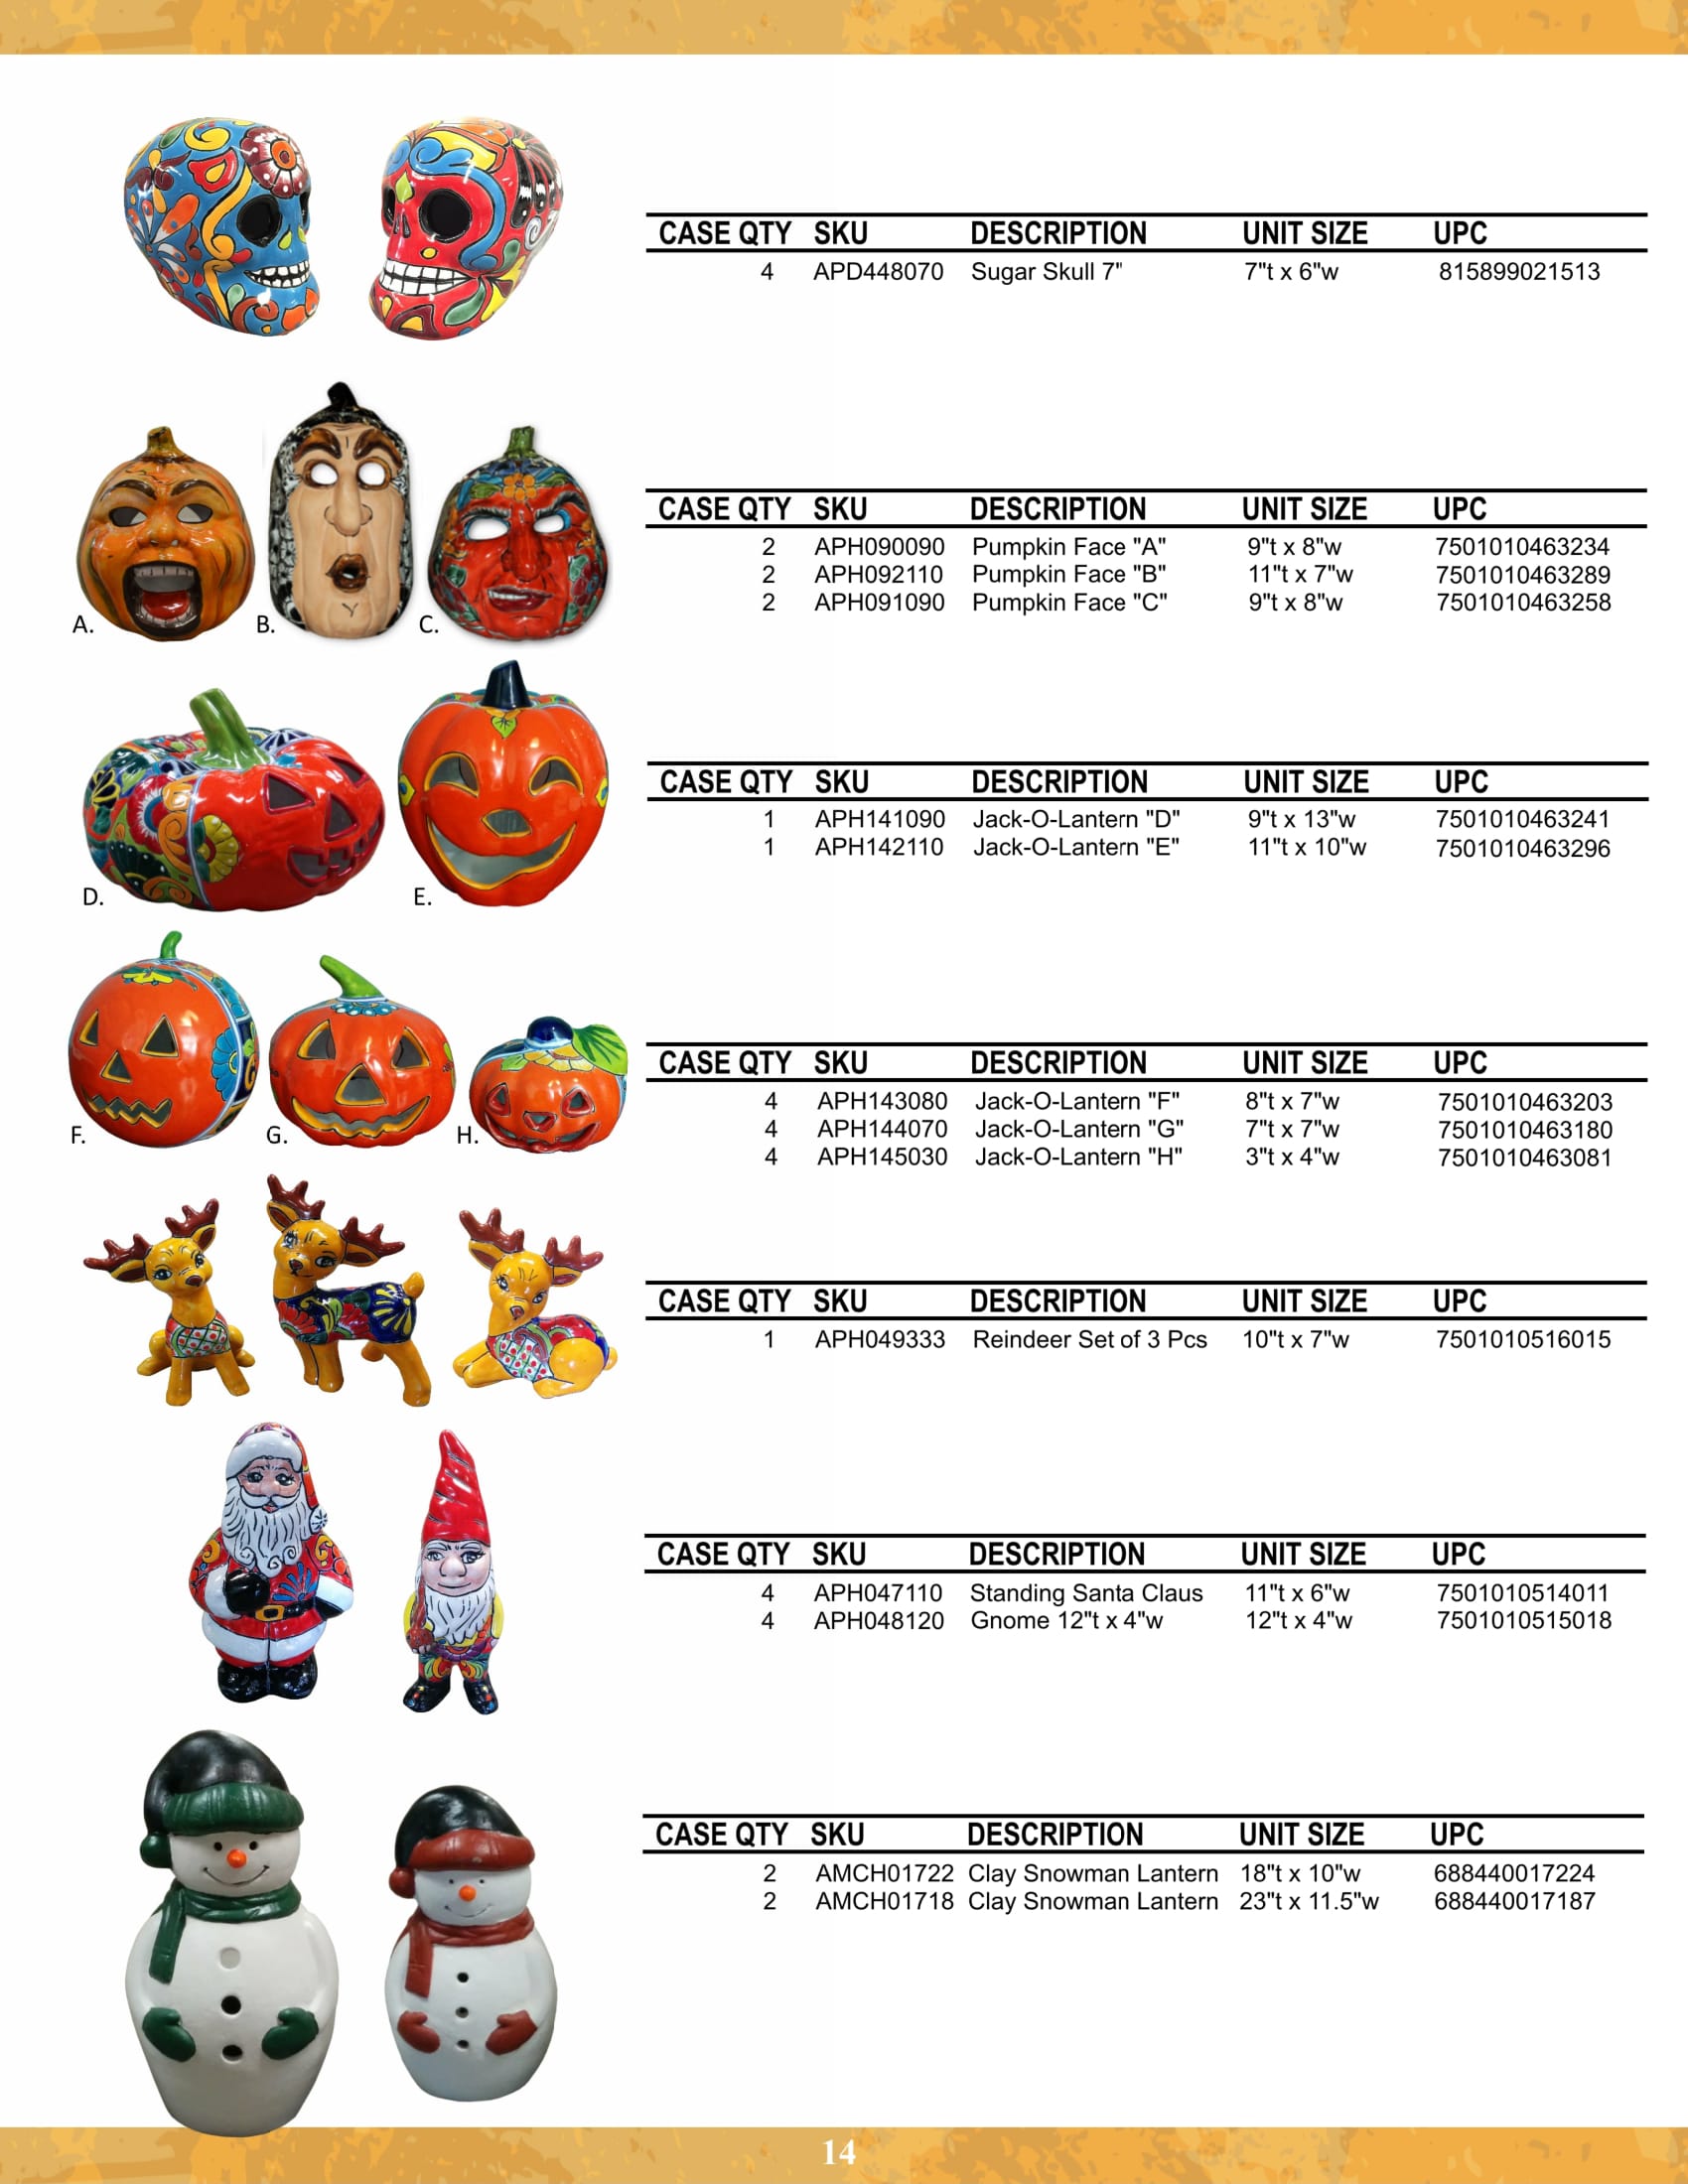 CASE QTY SKU DESCRIPTION UNIT SIZE UPC
4 APD448070 Sugar Skull 7" 7"t x 6"w 815899021513
A. B. C.
CASE QTY SKU DESCRIPTION UNIT SIZE UPC
2 APH090090 Pumpkin Face "A" 9"t x 8"w 7501010463234
2 APH092110 Pumpkin Face "B" 11"t x 7"w 7501010463289
2 APH091090 Pumpkin Face "C" 9"t x 8"w 7501010463258
D. E.
CASE QTY SKU DESCRIPTION UNIT SIZE UPC
1 APH141090 Jack-O-Lantern "D" 9"t x 13"w 7501010463241
1 APH142110 Jack-O-Lantern "E" 11"t x 10"w 7501010463296
F. G. H.
CASE QTY SKU DESCRIPTION UNIT SIZE UPC
4 APH143080 Jack-O-Lantern "F" 8"t x 7"w 7501010463203
4 APH144070 Jack-O-Lantern "G" 7"t x 7"w 7501010463180
4 APH145030 Jack-O-Lantern "H" 3"t x 4"w 7501010463081
CASE QTY SKU DESCRIPTION UNIT SIZE UPC
1 APH049333 Reindeer Set of 3 Pcs 10"t x 7"w 7501010516015
CASE QTY SKU DESCRIPTION UNIT SIZE UPC
4 APH047110 Standing Santa Claus 11"t x 6"w 7501010514011
4 APH048120 Gnome 12"t x 4"w 12"t x 4"w 7501010515018
CASE QTY SKU DESCRIPTION UNIT SIZE UPC
2 AMCH01722 Clay Snowman Lantern 18"t x 10"w 688440017224
2 AMCH01718 Clay Snowman Lantern 23"t x 11.5"w 688440017187
14